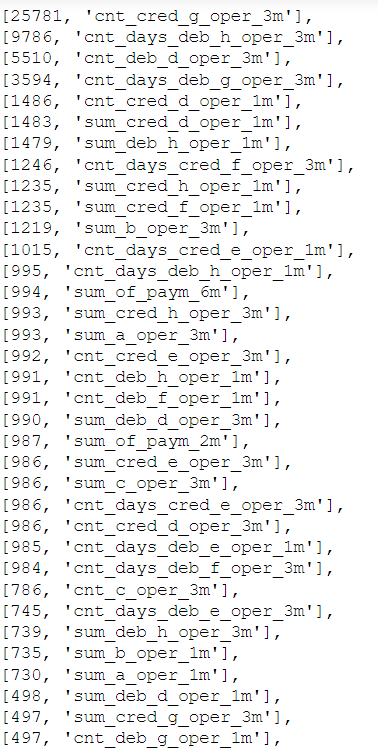 [25781, 'cnt_cred_g_oper_3m'],
[9786, 'cnt_days_deb_h_oper_3m'],
[5510, 'cnt_deb_d_oper_3m'],
[3594, 'cnt_days_deb_g_oper_3m'],
[1486, 'cnt_cred_d_oper_1m'],
[1483, 'sum_cred_d_oper_1m'],
[1479, 'sum_deb_h_oper_1m'],
[1246, 'cnt_days_cred_f_oper_3m'],
[1235, 'sum_cred_h_oper_1m'],
[1235, 'sum_cred_f_oper_1m'],
[1219, 'sum_b_oper_3m'],
[1015, 'cnt_days_cred_e_oper_1m'],
[995, 'cnt_days_deb_h_oper_1m'],
[994, 'sum_of_paym_6m'],
[993, 'sum_cred_h_oper_3m'],
[993, 'sum_a_oper_3m'],
[992, 'cnt_cred_e_oper_3m'],
[991, 'cnt_deb_h_oper_1m'],
[991, 'cnt_deb_f_oper_1m'],
[990, 'sum_deb_d_oper_3m'],
[987, 'sum_of_paym_2m'],
[986, 'sum_cred_e_oper_3m'],
[986, 'sum_c_oper_3m'],
[986, 'cnt_days_cred_e_oper_3m'],
[986, 'cnt_cred_d_oper_3m'],
[985, 'cnt_days_deb_e_oper_1m'],
[984, 'cnt_days_deb_f_oper_3m'],
[786, 'cnt_c_oper_3m'],
[745, 'cnt_days_deb_e_oper_3m'],
[739, 'sum_deb_h_oper_3m'],
[735, 'sum_b_oper_1m'],
[730, 'sum_a_oper_1m'],
[498, 'sum_deb_d_oper_1m'],
[497, 'sum_cred_g_oper_3m'],
[497, 'cnt_deb_g_oper_1m'],